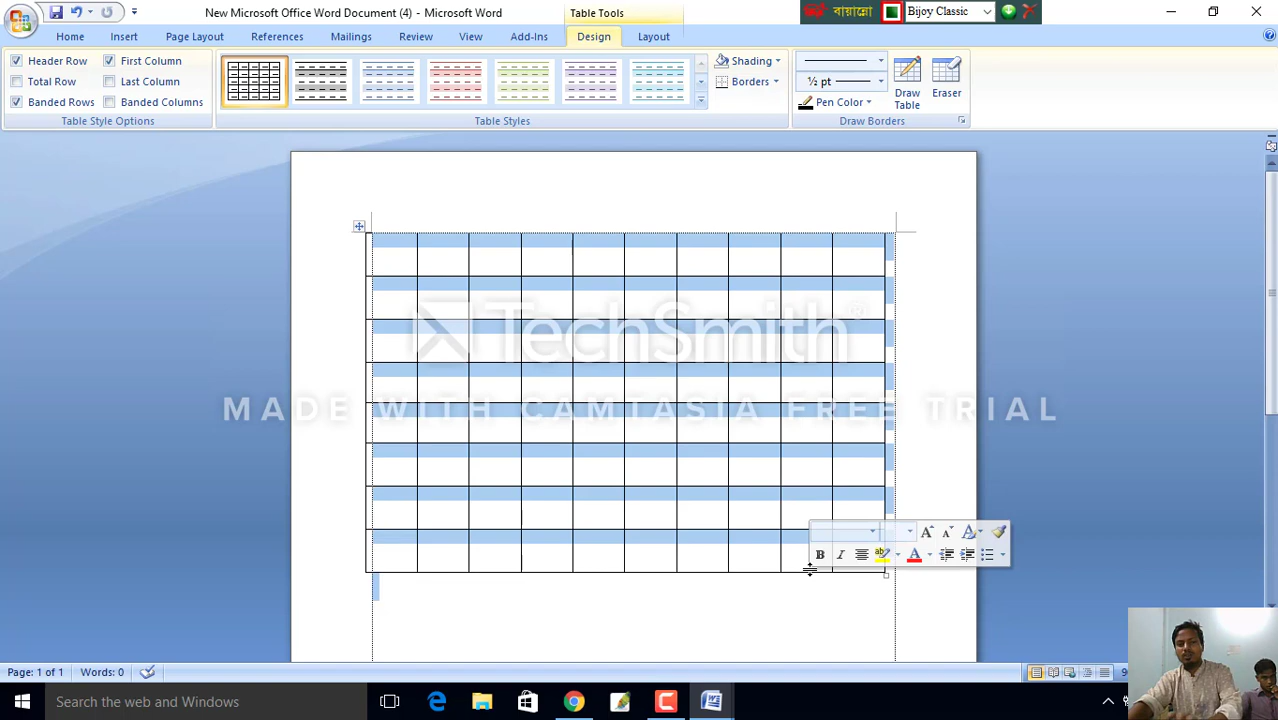 New Microsoft Office Word Document (4) - Microsoft Word
Table Tools
বায়ান্নো
Bijoy Classic
Home
Insert
Page Layout
References
Mailings
Review
View
Add-Ins
Design
Layout
Header Row
First Column
Total Row
Last Column
Banded Rows
Banded Columns
Table Style Options
Table Styles
Shading
Borders
½ pt
Pen Color
Draw Table
Eraser
Draw Borders
TechSmith®
MADE WITH CAMTASIA FREE TRIAL
B I A
Page: 1 of 1
Words: 0
Search the web and Windows